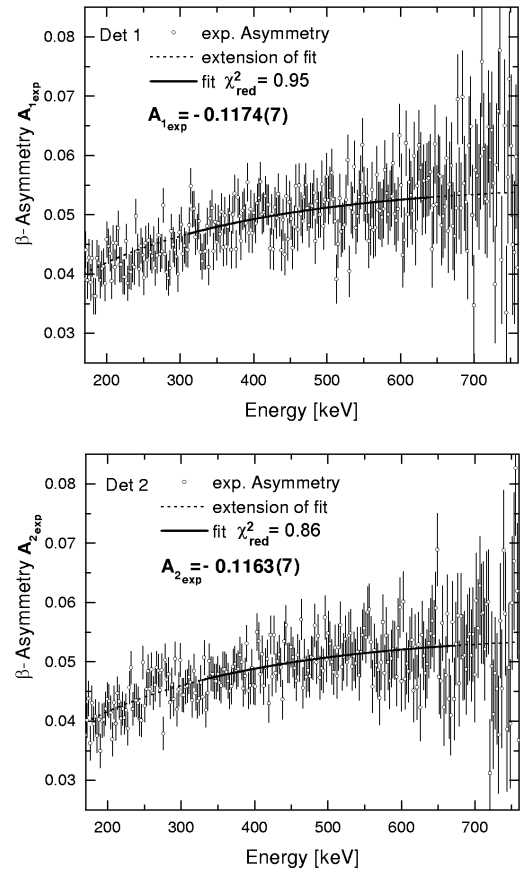 Det 1
exp. Asymmetry
extension of fit
fit χ²red = 0.95
A1exp = - 0.1174(7)
β- Asymmetry A1exp
0.08
0.07
0.06
0.05
0.04
0.03
200 300 400 500 600 700
Energy [keV]
Det 2
exp. Asymmetry
extension of fit
fit χ²red = 0.86
A2exp = - 0.1163(7)
β- Asymmetry A2exp
0.08
0.07
0.06
0.05
0.04
0.03
200 300 400 500 600 700
Energy [keV]